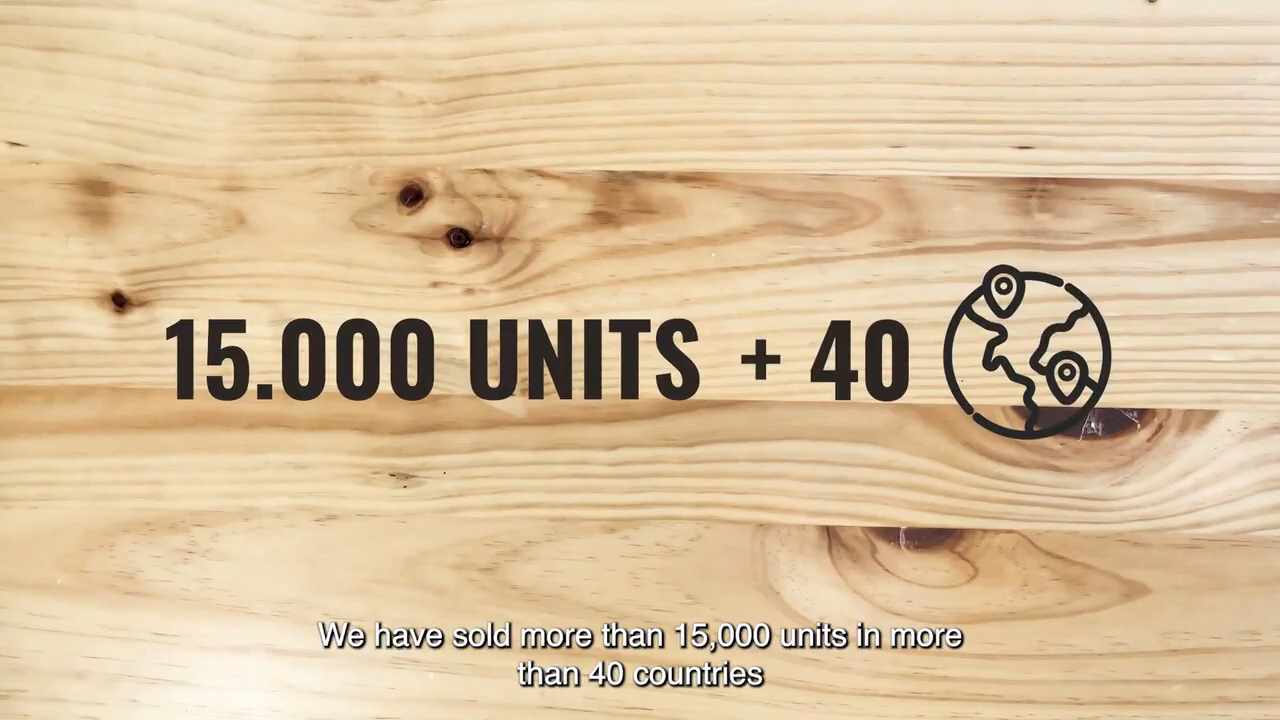 15.000 UNITS + 40
We have sold more than 15,000 units in more
than 40 countries